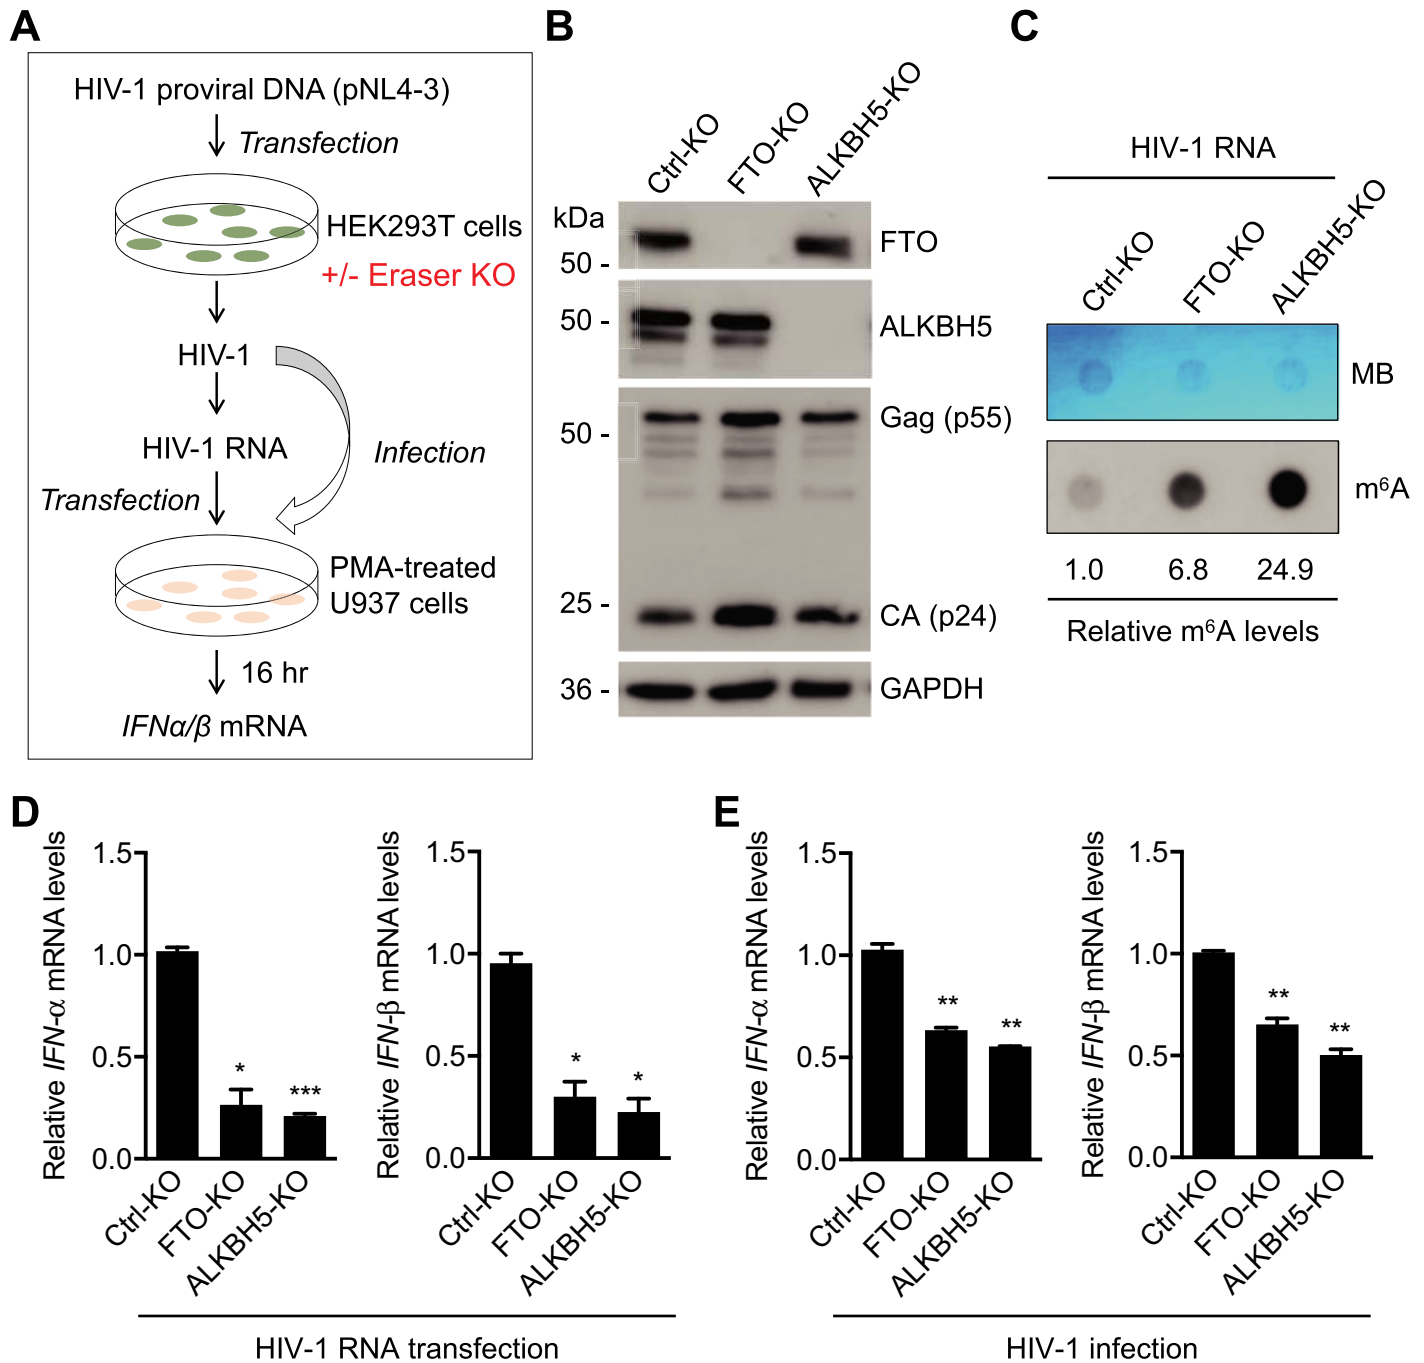 A
HIV-1 proviral DNA (pNL4-3)
Transfection
HEK293T cells
+/- Eraser KO
HIV-1
HIV-1 RNA
Infection
Transfection
PMA-treated
U937 cells
16 hr
IFNα/β mRNA
B
Ctrl-KO
FTO-KO
ALKBH5-KO
kDa
50 -
FTO
50 -
ALKBH5
Gag (p55)
50 -
25 -
CA (p24)
36 -
GAPDH
C
HIV-1 RNA
Ctrl-KO
FTO-KO
ALKBH5-KO
MB
m⁶A
1.0 6.8 24.9
Relative m⁶A levels
D
Relative IFN-α mRNA levels
1.5
1.0
0.5
0.0
*
***
Ctrl-KO
FTO-KO
ALKBH5-KO
Relative IFN-β mRNA levels
1.5
1.0
0.5
0.0
*
*
Ctrl-KO
FTO-KO
ALKBH5-KO
HIV-1 RNA transfection
E
Relative IFN-α mRNA levels
1.5
1.0
0.5
0.0
**
**
Ctrl-KO
FTO-KO
ALKBH5-KO
Relative IFN-β mRNA levels
1.5
1.0
0.5
0.0
**
**
Ctrl-KO
FTO-KO
ALKBH5-KO
HIV-1 infection